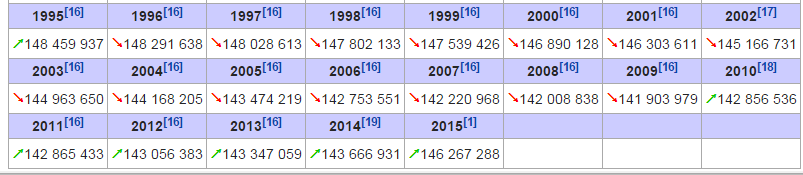 1995[16] 1996[16] 1997[16] 1998[16] 1999[16] 2000[16] 2001[16] 2002[17]
↗148 459 937 ↘148 291 638 ↘148 028 613 ↘147 802 133 ↘147 539 426 ↘146 890 128 ↘146 303 611 ↘145 166 731
2003[16] 2004[16] 2005[16] 2006[16] 2007[16] 2008[16] 2009[16] 2010[18]
↘144 963 650 ↘144 168 205 ↘143 474 219 ↘142 753 551 ↘142 220 968 ↘142 008 838 ↘141 903 979 ↗142 856 536
2011[16] 2012[16] 2013[16] 2014[19] 2015[1]
↗142 865 433 ↗143 056 383 ↗143 347 059 ↗143 666 931 ↗146 267 288